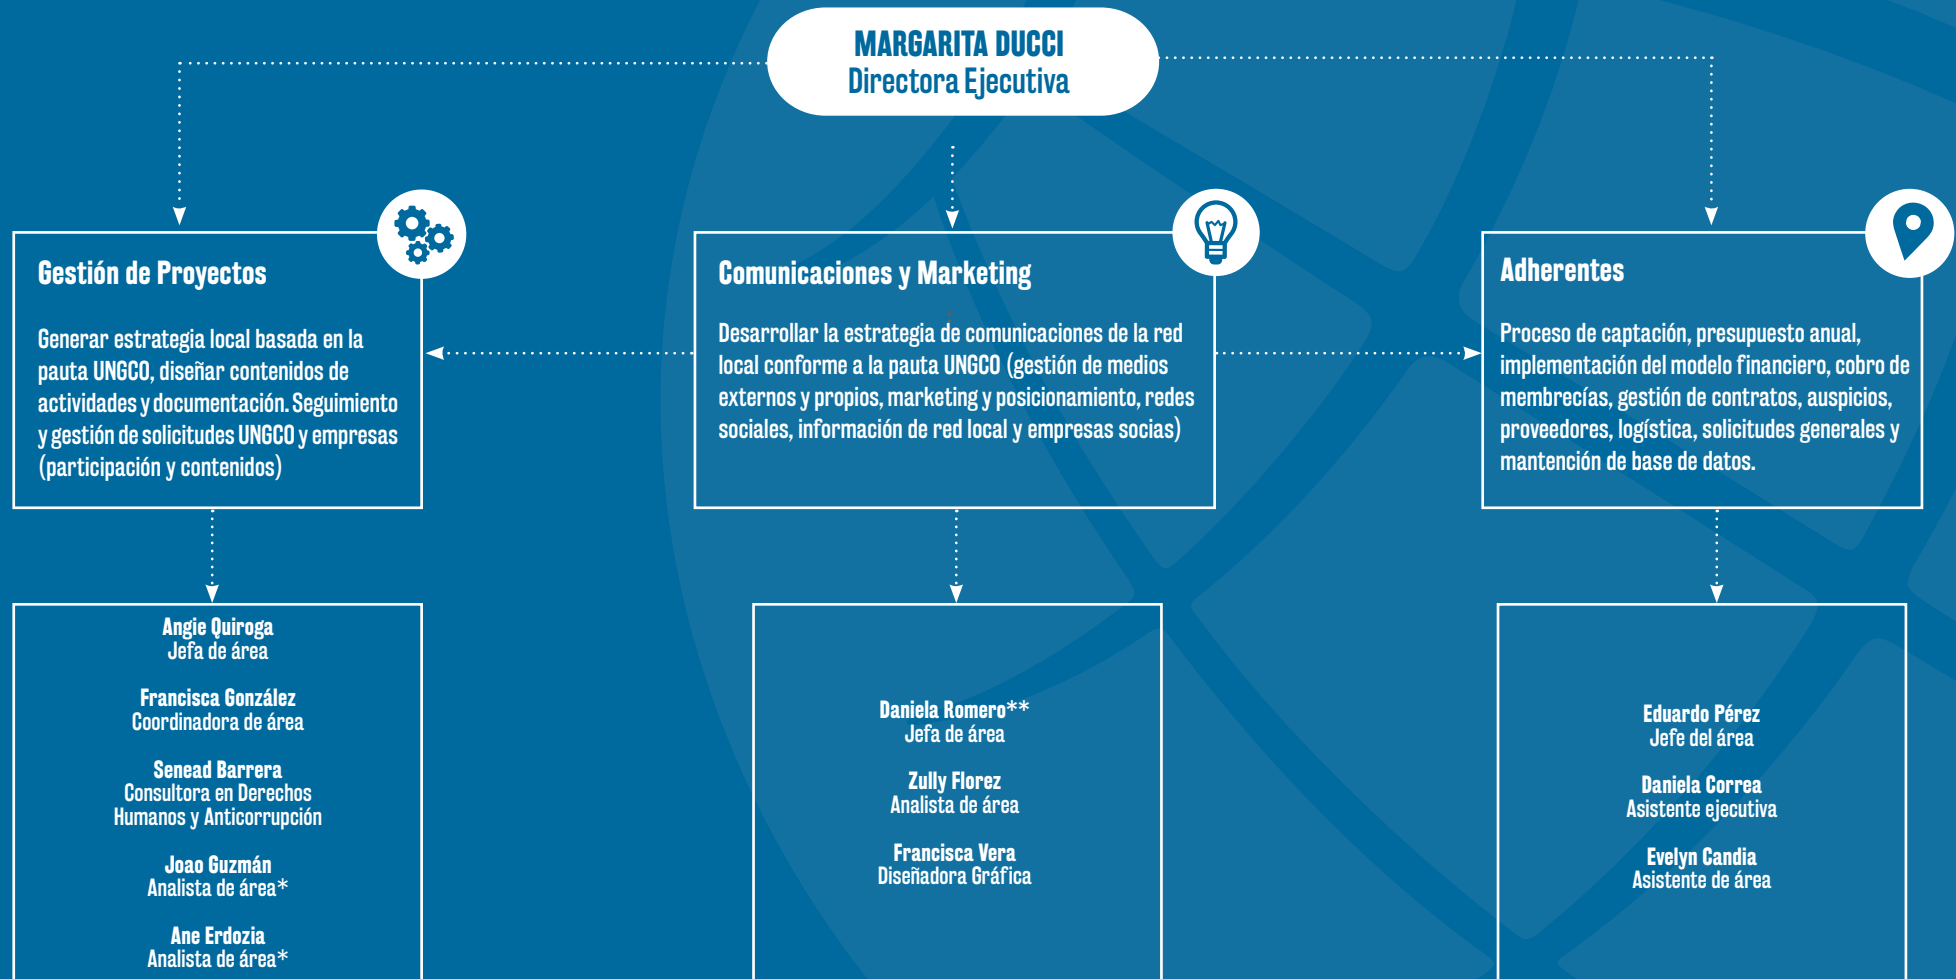 MARGARITA DUCCI
Directora Ejecutiva
Gestión de Proyectos
Generar estrategia local basada en la
pauta UNGCO, diseñar contenidos de
actividades y documentación. Seguimiento
y gestión de solicitudes UNGCO y empresas
(participación y contenidos)
Comunicaciones y Marketing
Desarrollar la estrategia de comunicaciones de la red
local conforme a la pauta UNGCO (gestión de medios
externos y propios, marketing y posicionamiento, redes
sociales, información de red local y empresas socias)
Adherentes
Proceso de captación, presupuesto anual,
implementación del modelo financiero, cobro de
membrecías, gestión de contratos, auspicios,
proveedores, logística, solicitudes generales y
mantención de base de datos.
Angie Quiroga
Jefa de área
Francisca González
Coordinadora de área
Senead Barrera
Consultora en Derechos
Humanos y Anticorrupción
Joao Guzmán
Analista de área*
Ane Erdozia
Analista de área*
Daniela Romero**
Jefa de área
Zully Florez
Analista de área
Francisca Vera
Diseñadora Gráfica
Eduardo Pérez
Jefe del área
Daniela Correa
Asistente ejecutiva
Evelyn Candia
Asistente de área